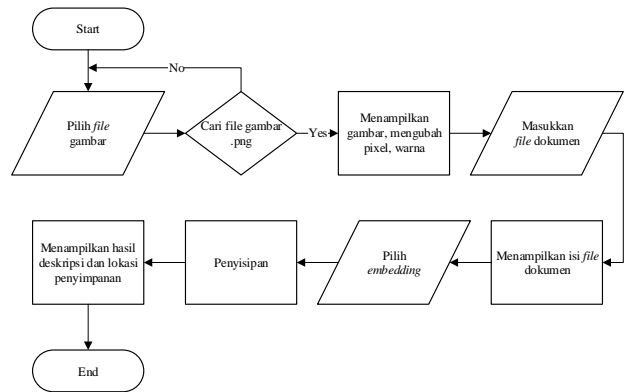 Start
No
Pilih file
gambar
Cari file gambar
.png
Yes
Menampilkan
gambar, mengubah
pixel, warna
Masukkan
file dokumen
Menampilkan isi file
dokumen
Pilih
embedding
Penyisipan
Menampilkan hasil
deskripsi dan lokasi
penyimpanan
End